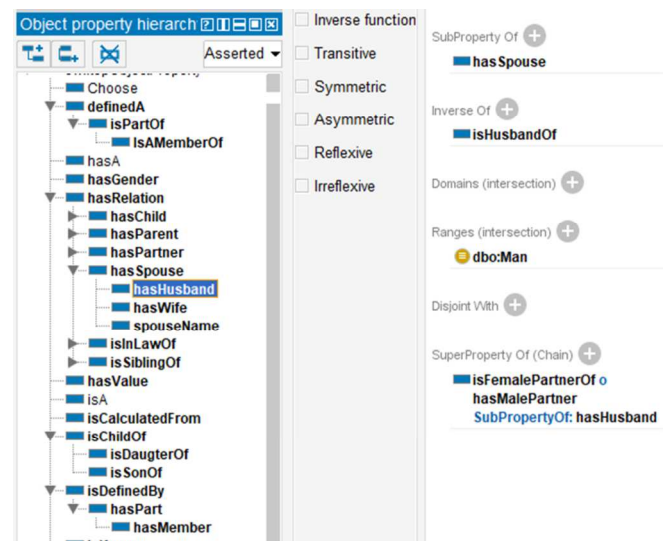 Object property hierarch
Asserted
Choose
definedA
isPartOf
IsAMemberOf
hasA
hasGender
hasRelation
hasChild
hasParent
hasPartner
hasSpouse
hasHusband
hasWife
spouseName
isInLawOf
isSiblingOf
hasValue
isA
isCalculatedFrom
isChildOf
isDaugterOf
isSonOf
isDefinedBy
hasPart
hasMember
Inverse function
Transitive
Symmetric
Asymmetric
Reflexive
Irreflexive
SubProperty Of
hasSpouse
Inverse Of
isHusbandOf
Domains (intersection)
Ranges (intersection)
dbo:Man
Disjoint With
SuperProperty Of (Chain)
isFemalePartnerOf o
hasMalePartner
SubPropertyOf: hasHusband